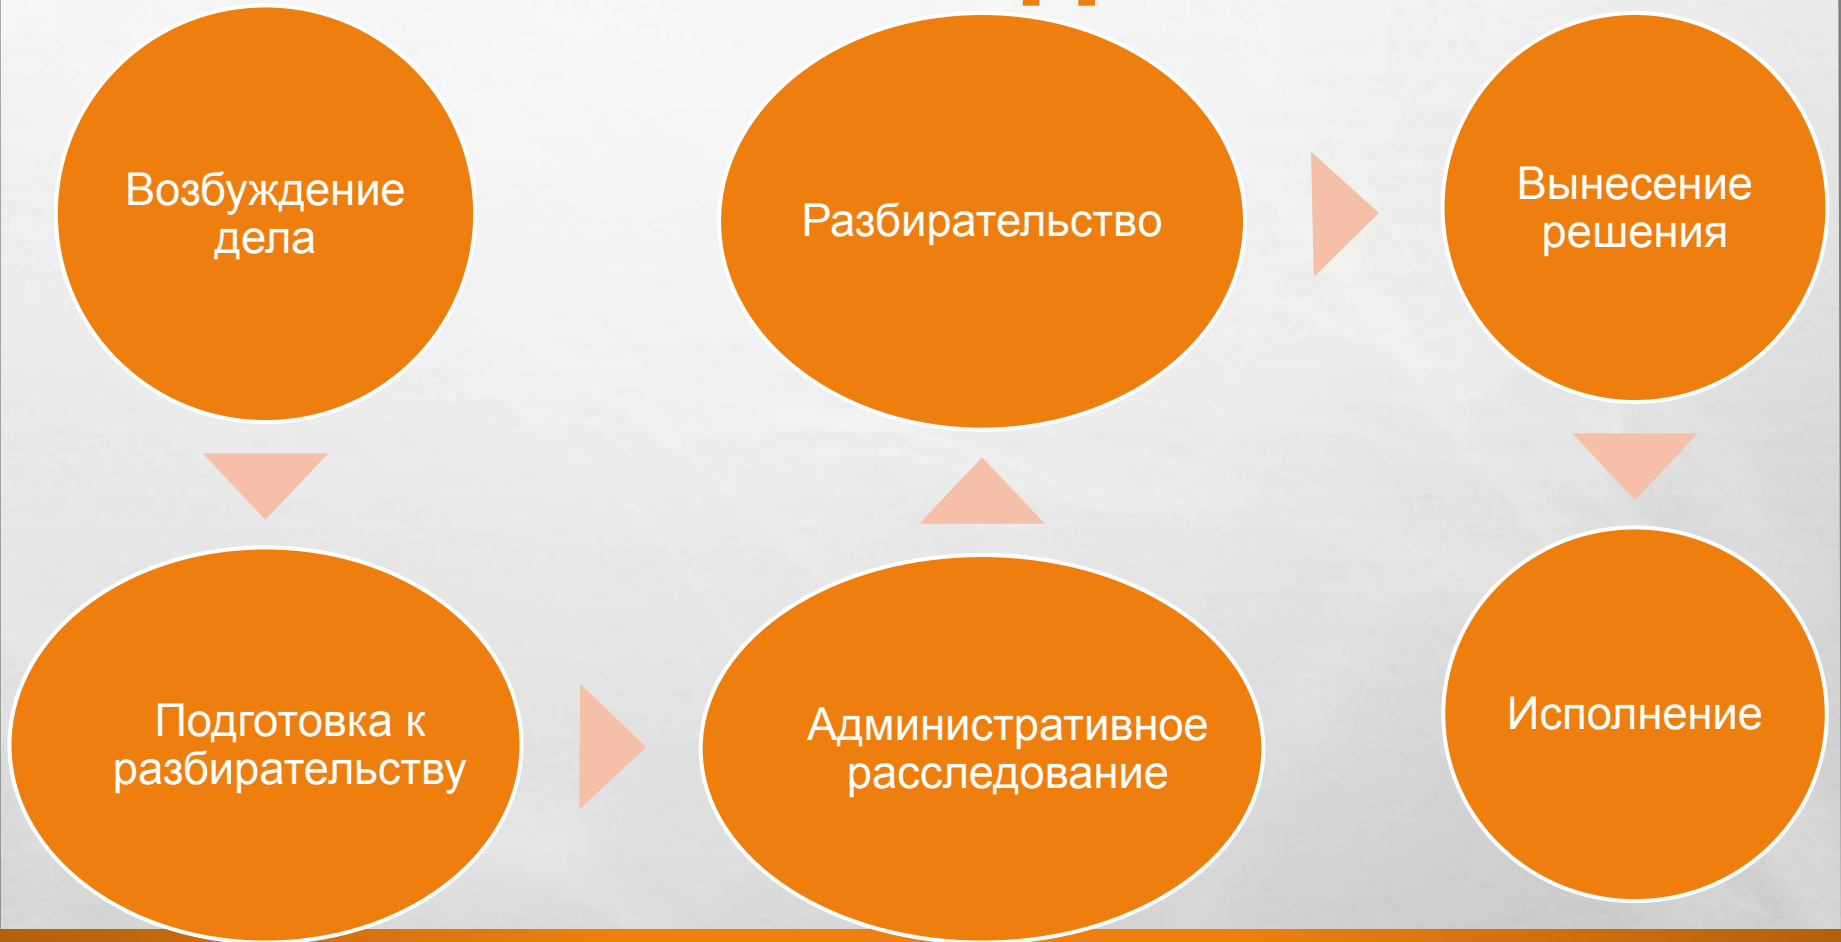 Возбуждение
дела
Подготовка к
разбирательству
Административное
расследование
Разбирательство
Вынесение
решения
Исполнение